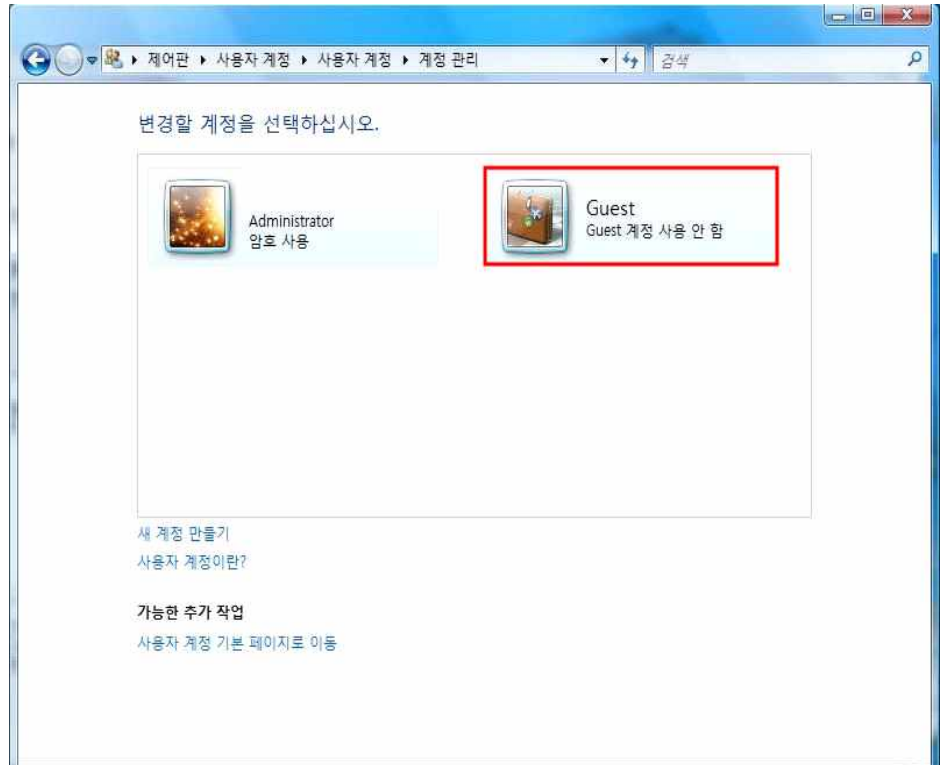 제어판 ▸ 사용자 계정 ▸ 사용자 계정 ▸ 계정 관리
검색
변경할 계정을 선택하십시오.
Administrator
암호 사용
Guest
Guest 계정 사용 안 함
새 계정 만들기
사용자 계정이란?
가능한 추가 작업
사용자 계정 기본 페이지로 이동